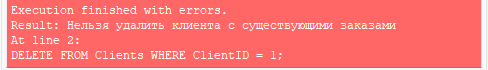 Execution finished with errors.
Result: Нельзя удалить клиента с существующими заказами
At line 2:
DELETE FROM Clients WHERE ClientID = 1;